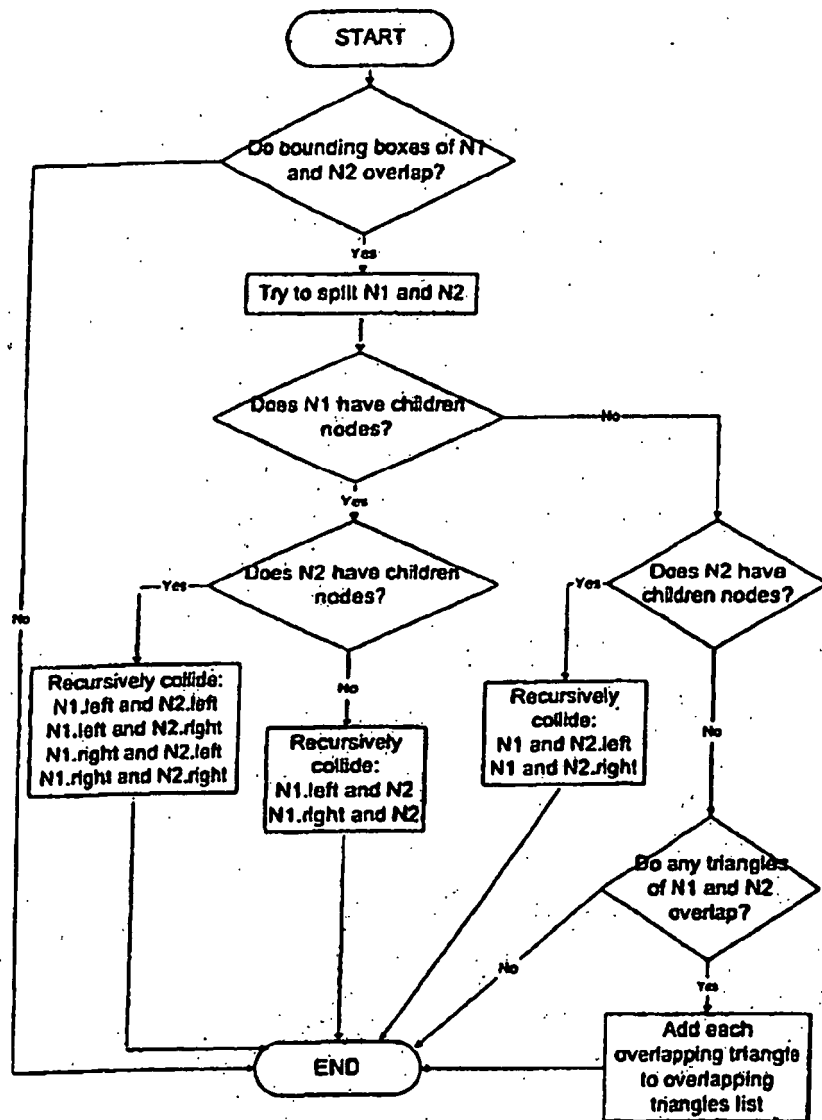 START
Do bounding boxes of N1
and N2 overlap?
Yes
Try to split N1 and N2
Does N1 have children
nodes?
No
Yes
Does N2 have children
nodes?
Yes
Does N2 have
children nodes?
Yes
No
Recursively collide:
N1.left and N2.left
N1.left and N2.right
N1.right and N2.left
N1.right and N2.right
No
Recursively
collide:
N1.left and N2
N1.right and N2
Recursively
collide:
N1 and N2.left
N1 and N2.right
No
Do any triangles
of N1 and N2
overlap?
No
Yes
Add each
overlapping triangle
to overlapping
triangles list
END